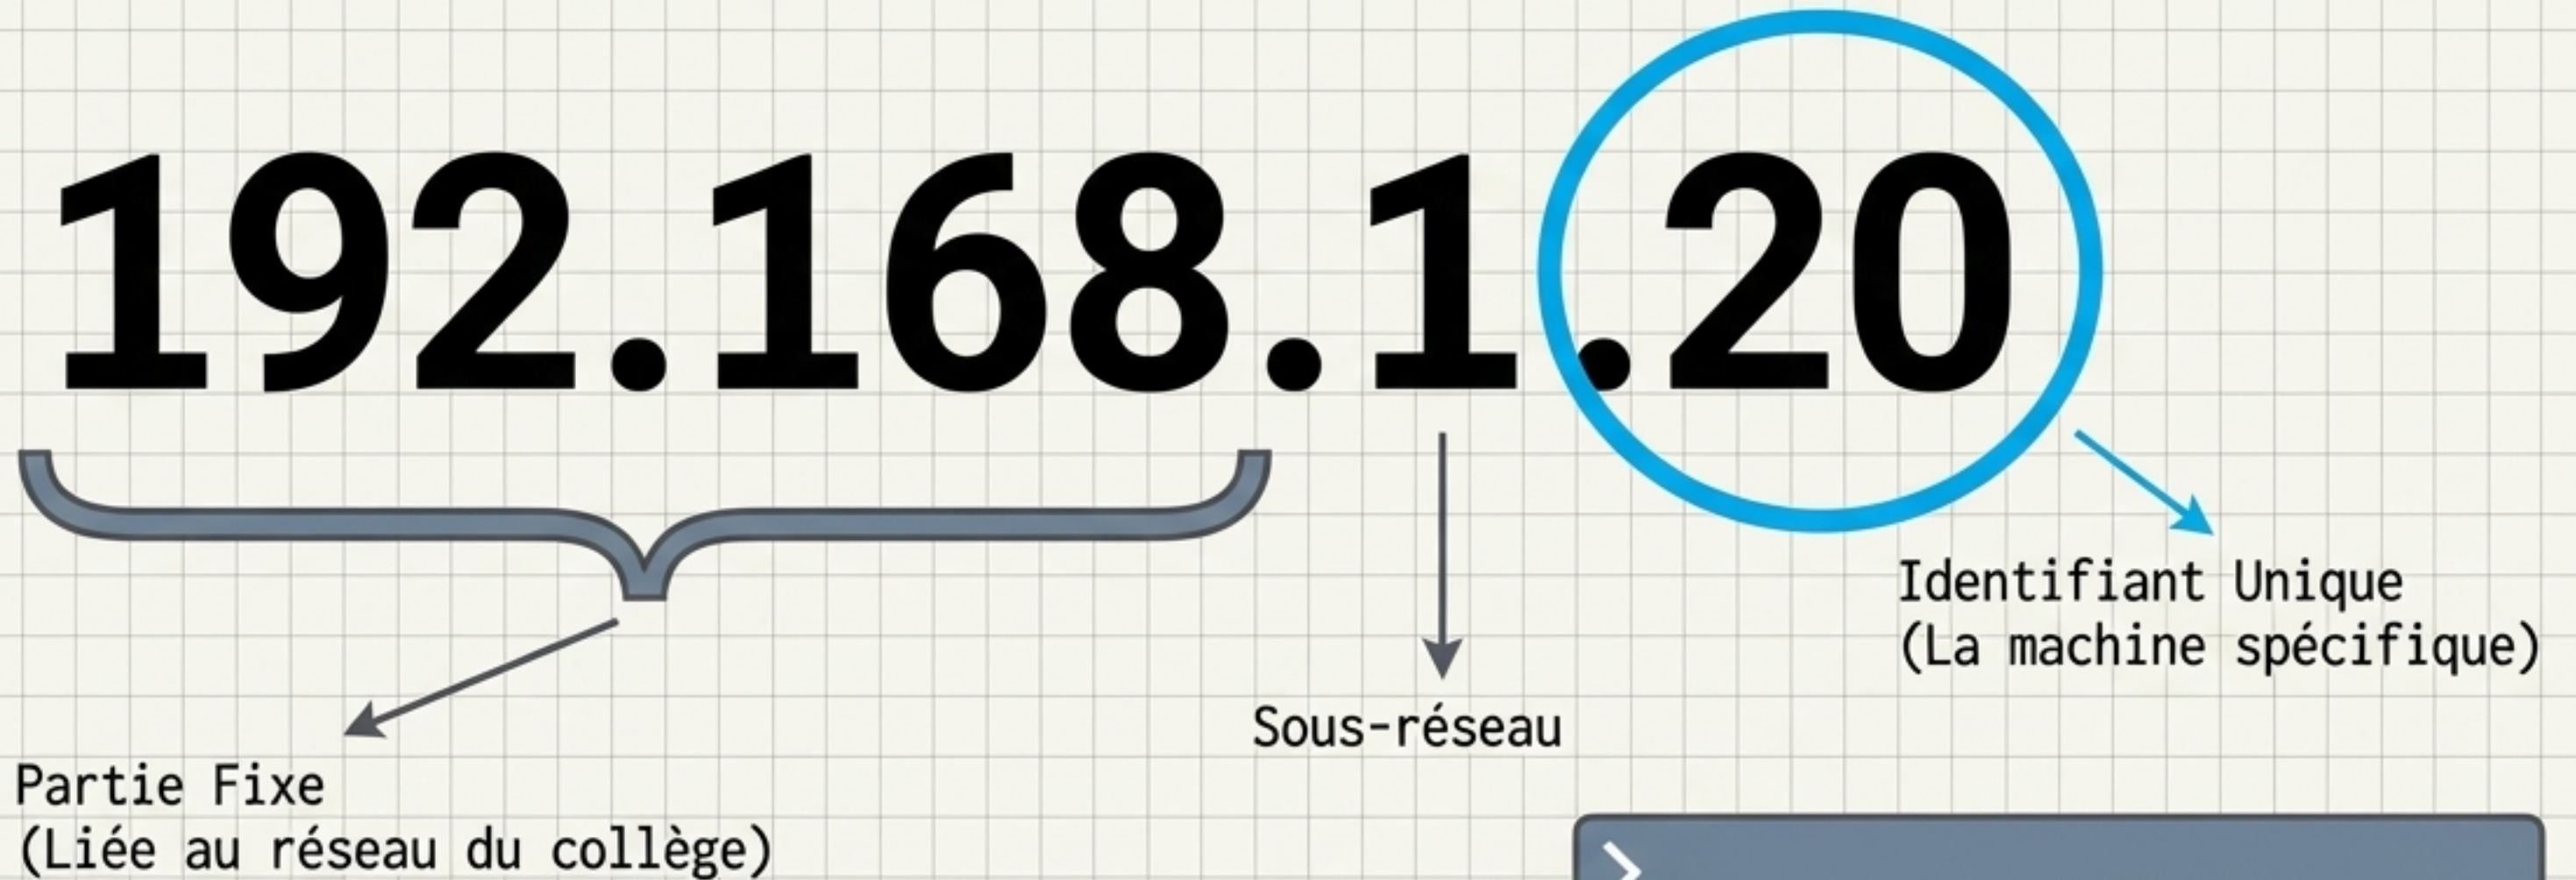 192.168.1.20
Identifiant Unique
(La machine spécifique)
Sous-réseau
Partie Fixe
(Liée au réseau du collège)